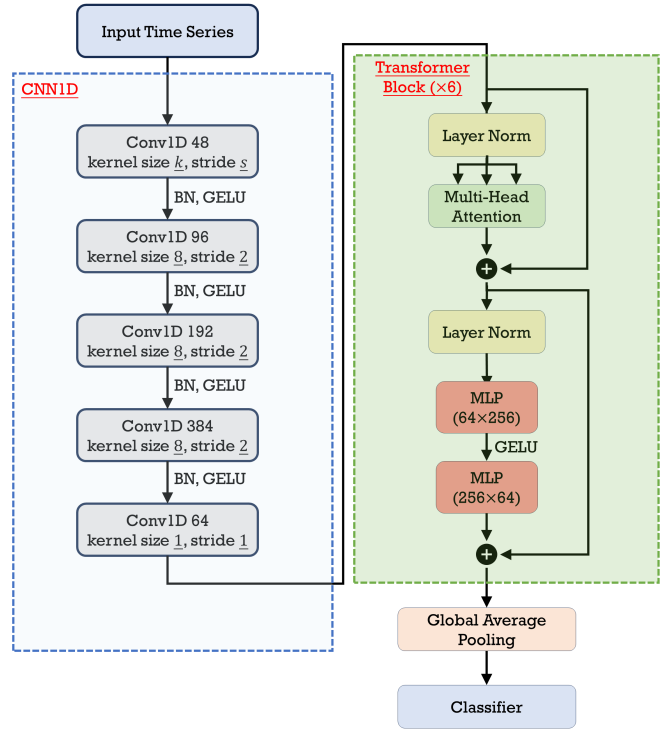 Input Time Series
CNN1D
Conv1D 48
kernel size k, stride s
BN, GELU
Conv1D 96
kernel size 8, stride 2
BN, GELU
Conv1D 192
kernel size 8, stride 2
BN, GELU
Conv1D 384
kernel size 8, stride 2
BN, GELU
Conv1D 64
kernel size 1, stride 1
Transformer
Block (×6)
Layer Norm
Multi-Head
Attention
+
Layer Norm
MLP
(64×256)
GELU
MLP
(256×64)
+
Global Average
Pooling
Classifier